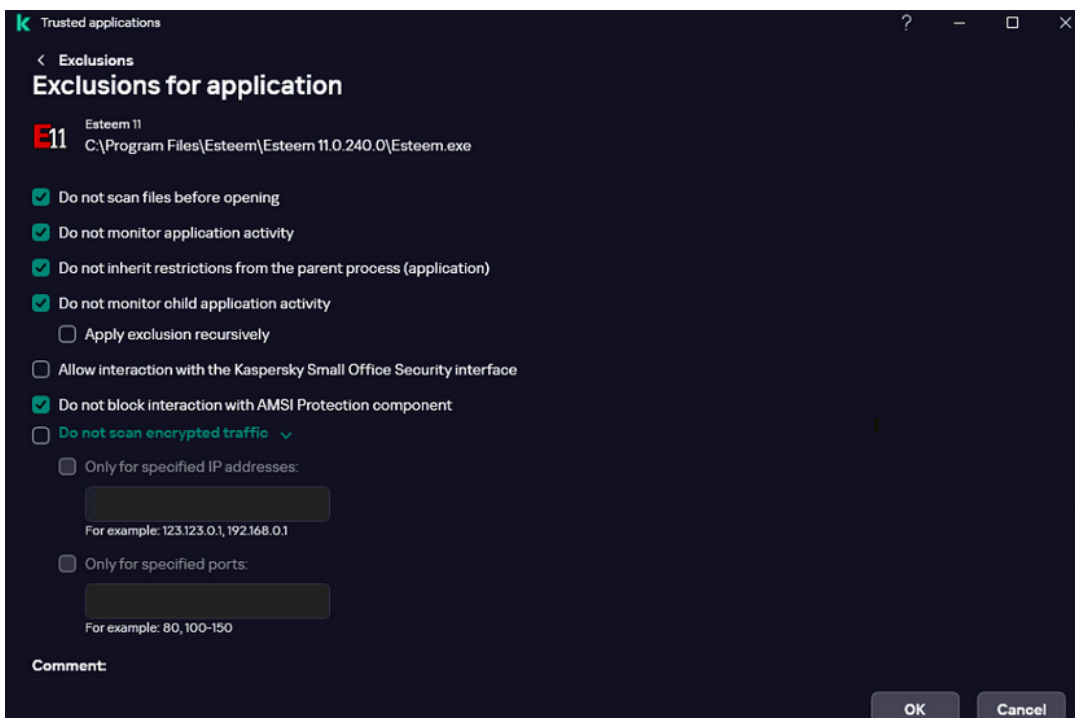 Trusted applications
Exclusions
Exclusions for application
E11
Esteem 11
C:\Program Files\Esteem\Esteem 11.0.240.0\Esteem.exe
Do not scan files before opening
Do not monitor application activity
Do not inherit restrictions from the parent process (application)
Do not monitor child application activity
Apply exclusion recursively
Allow interaction with the Kaspersky Small Office Security interface
Do not block interaction with AMSI Protection component
Do not scan encrypted traffic
Only for specified IP addresses:
For example: 123.123.0.1, 192.168.0.1
Only for specified ports:
For example: 80, 100-150
Comment:
OK Cancel